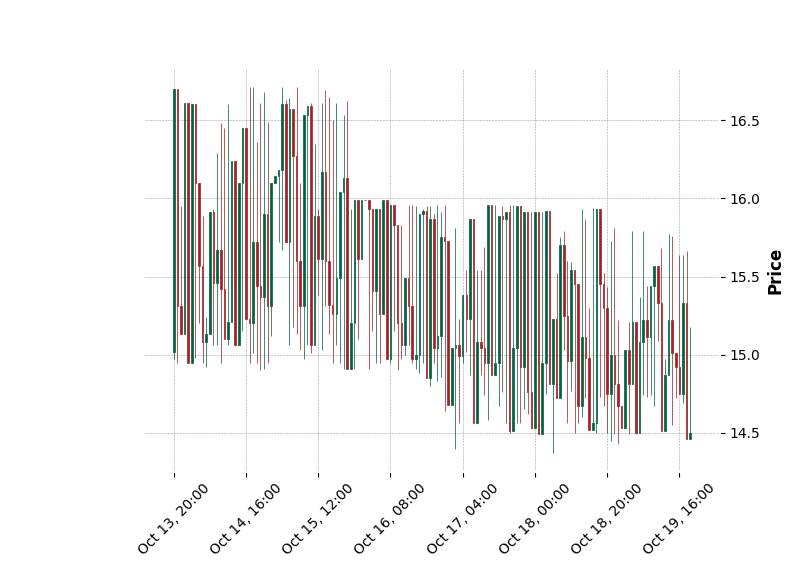 16.5
16.0
15.5
15.0
14.5
Price
Oct 13, 20:00
Oct 14, 16:00
Oct 15, 12:00
Oct 16, 08:00
Oct 17, 04:00
Oct 18, 00:00
Oct 18, 20:00
Oct 19, 16:00